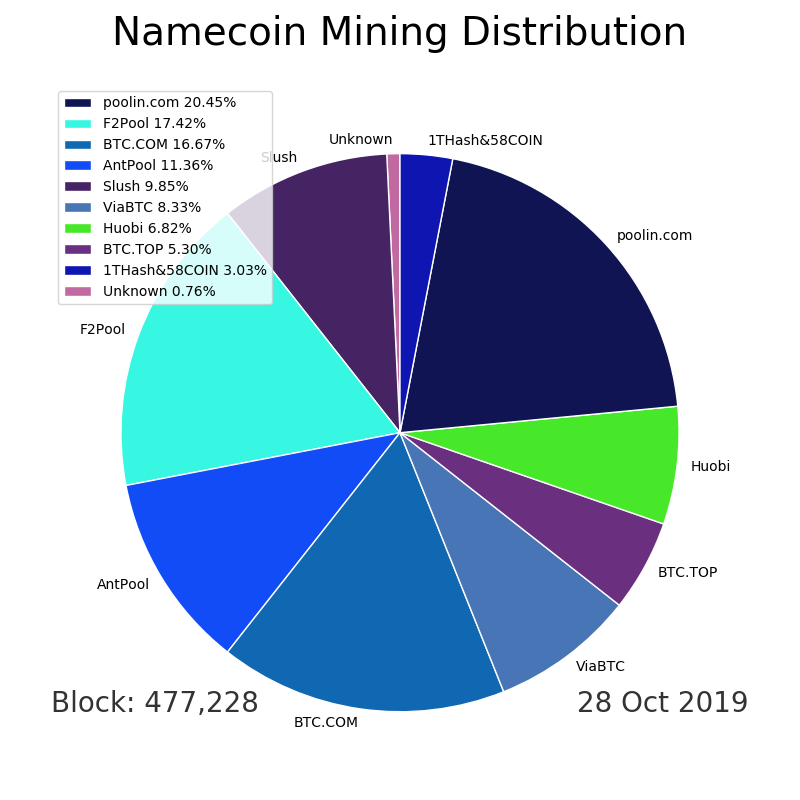 Namecoin Mining Distribution
poolin.com 20.45%
F2Pool 17.42%
BTC.COM 16.67%
AntPool 11.36%
Slush 9.85%
ViaBTC 8.33%
Huobi 6.82%
BTC.TOP 5.30%
1THash&58COIN 3.03%
Unknown 0.76%
Slush
Unknown
1THash&58COIN
poolin.com
F2Pool
Huobi
BTC.TOP
AntPool
ViaBTC
BTC.COM
Block: 477,228
28 Oct 2019